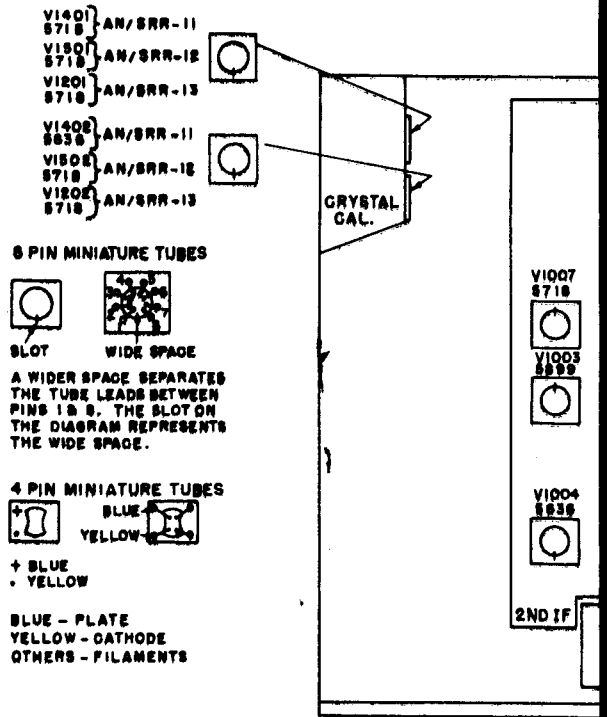 V1401
5718 } AN/SRR-11
V1501
5718 } AN/SRR-12
V1201
5718 } AN/SRR-13
V1402
5636 } AN/SRR-11
V1502
5718 } AN/SRR-12
V1202
5718 } AN/SRR-13
CRYSTAL
CAL.
8 PIN MINIATURE TUBES
SLOT
WIDE SPACE
A WIDER SPACE SEPARATES
THE TUBE LEADS BETWEEN
PINS 1 & 8. THE SLOT ON
THE DIAGRAM REPRESENTS
THE WIDE SPACE.
4 PIN MINIATURE TUBES
BLUE
YELLOW
+ BLUE
. YELLOW
BLUE - PLATE
YELLOW - CATHODE
OTHERS - FILAMENTS
V1007
5718
V1003
5899
V1004
5636
2ND IF